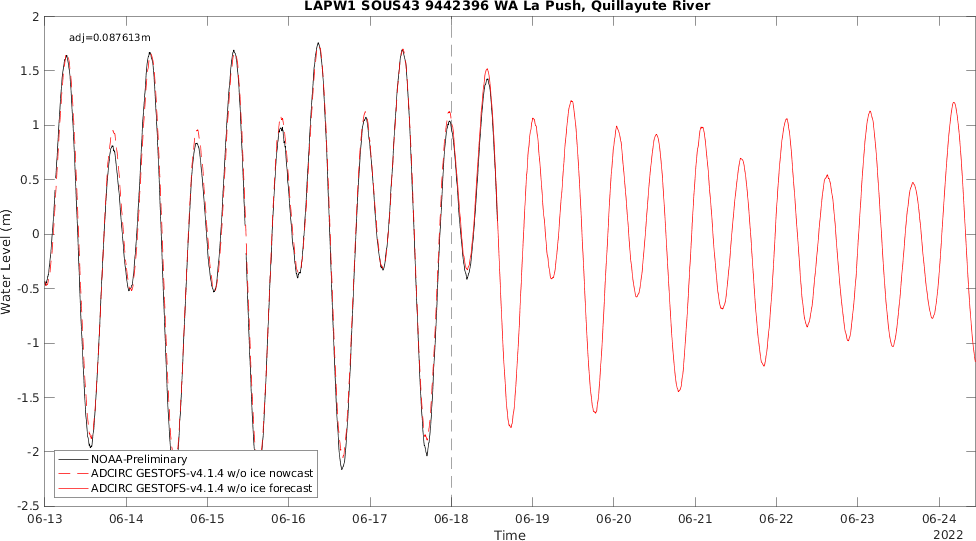 LAPW1 SOUS43 9442396 WA La Push, Quillayute River
adj=0.087613m
2
1.5
1
0.5
0
-0.5
-1
-1.5
-2
-2.5
Water Level (m)
NOAA-Preliminary
ADCIRC GESTOFS-v4.1.4 w/o ice nowcast
ADCIRC GESTOFS-v4.1.4 w/o ice forecast
06-13 06-14 06-15 06-16 06-17 06-18 06-19 06-20 06-21 06-22 06-23 06-24
Time
2022